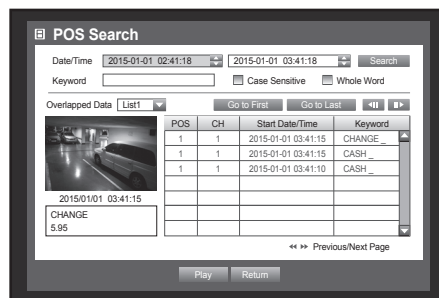 POS Search
Date/Time 2015-01-01 02:41:18 2015-01-01 03:41:18 Search
Keyword Case Sensitive Whole Word
Overlapped Data List1 Go to First Go to Last
POS CH Start Date/Time Keyword
1 1 2015-01-01 03:41:15 CHANGE _
1 1 2015-01-01 03:41:15 CASH _
1 1 2015-01-01 03:41:10 CASH _
2015/01/01 03:41:15
CHANGE
5.95
Previous/Next Page
Play Return